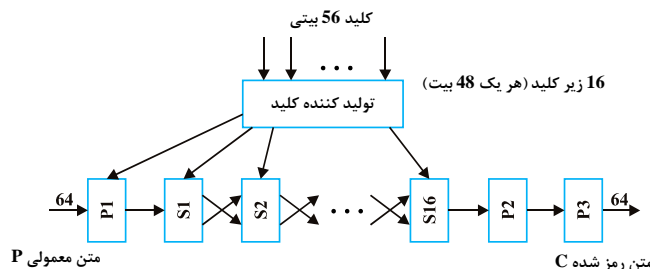 کلید 56 بیتی
• • •
16 زیر کلید (هر یک 48 بیت)
تولید کننده کلید
64 P1 S1 S2 • • • S16 P2 P3 64
متن معمولی P
متن رمز شده C